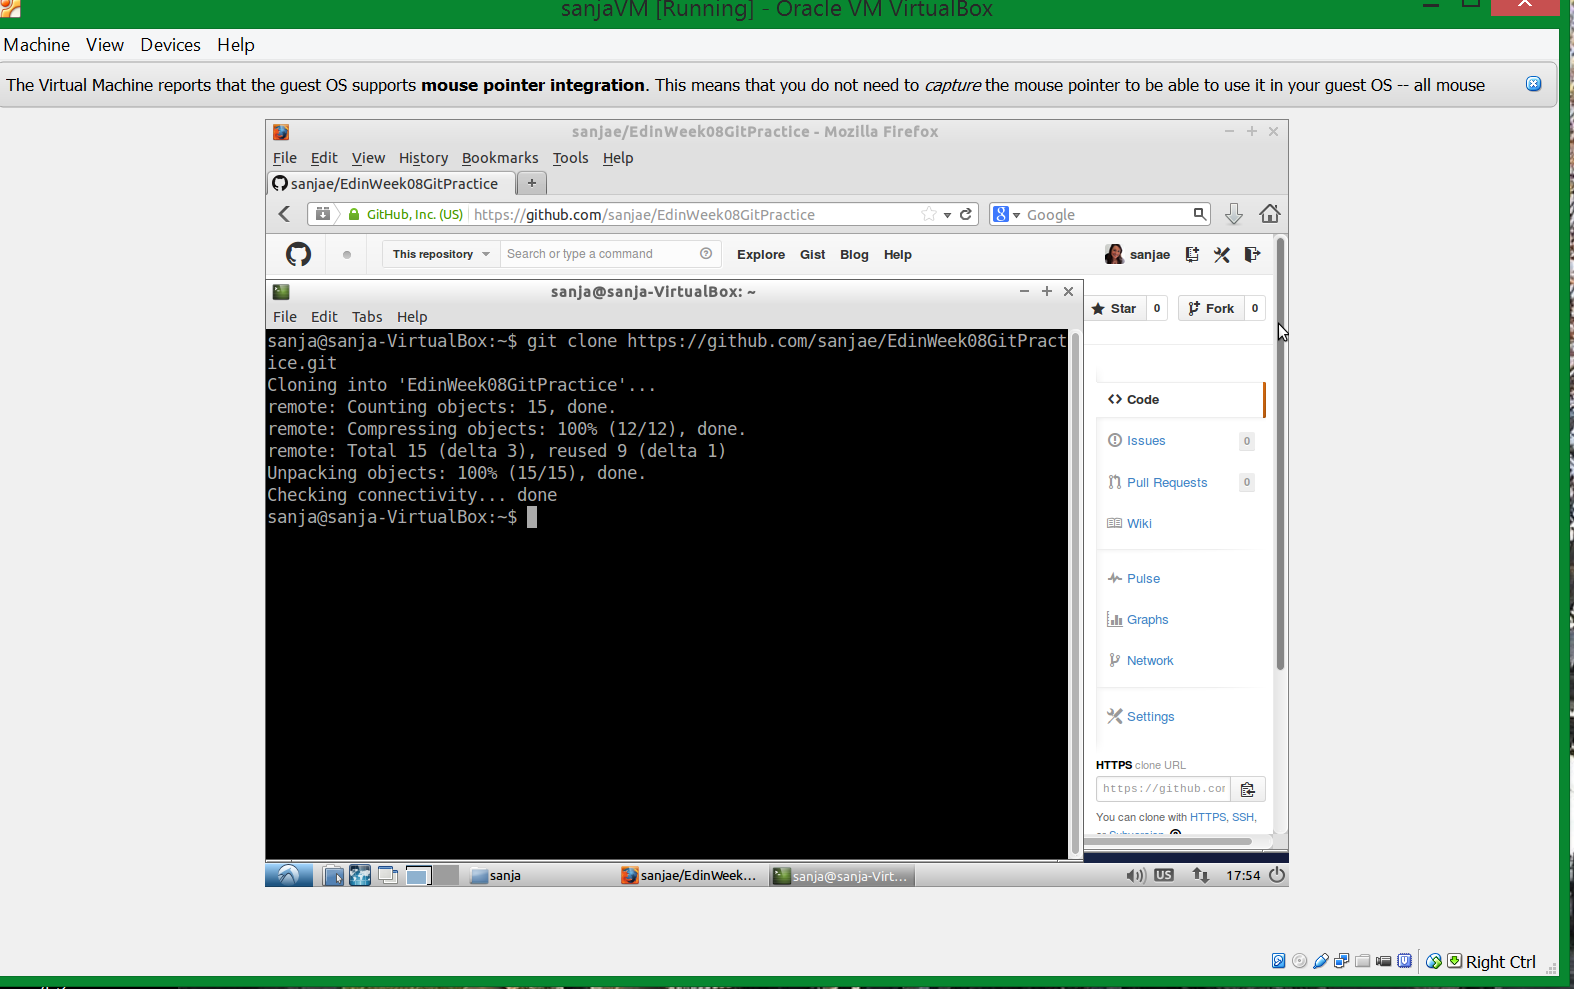 sanjaVM [Running] - Oracle VM VirtualBox
Machine View Devices Help
The Virtual Machine reports that the guest OS supports mouse pointer integration. This means that you do not need to capture the mouse pointer to be able to use it in your guest OS -- all mouse
sanjae/EdinWeek08GitPractice - Mozilla Firefox
File Edit View History Bookmarks Tools Help
sanjae/EdinWeek08GitPractice
GitHub, Inc. (US) https://github.com/sanjae/EdinWeek08GitPractice Google
This repository Search or type a command Explore Gist Blog Help sanjae
sanja@sanja-VirtualBox: ~
File Edit Tabs Help
Star 0 Fork 0
sanja@sanja-VirtualBox:~$ git clone https://github.com/sanjae/EdinWeek08GitPract
ice.git
Cloning into 'EdinWeek08GitPractice'...
remote: Counting objects: 15, done.
remote: Compressing objects: 100% (12/12), done.
remote: Total 15 (delta 3), reused 9 (delta 1)
Unpacking objects: 100% (15/15), done.
Checking connectivity... done
sanja@sanja-VirtualBox:~$
Code
Issues 0
Pull Requests 0
Wiki
Pulse
Graphs
Network
Settings
HTTPS clone URL
https://github.com
You can clone with HTTPS, SSH,
or Subversion.
sanja sanjae/EdinWeek... sanja@sanja-Virt... US 17:54
Right Ctrl